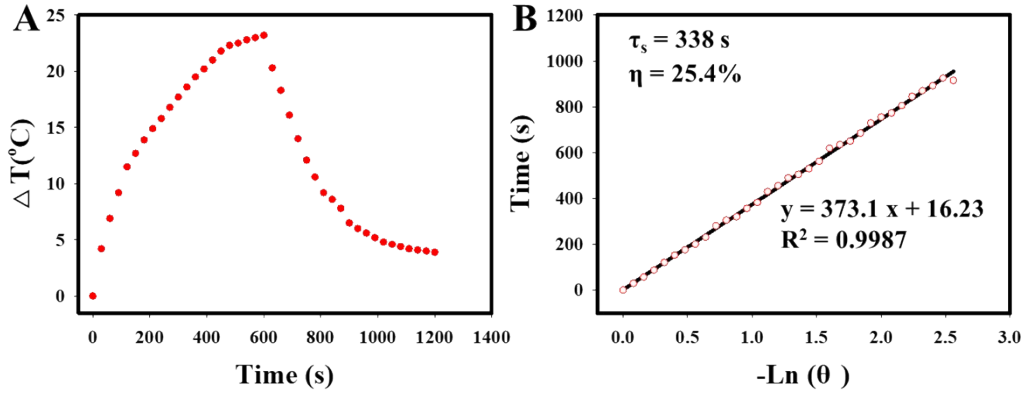 A
25
20
15
10
5
0
△ T(°C)
0 200 400 600 800 1000 1200 1400
Time (s)
B
1200
1000
800
600
400
200
0
Time (s)
τs = 338 s
η = 25.4%
y = 373.1 x + 16.23
R² = 0.9987
0.0 0.5 1.0 1.5 2.0 2.5 3.0
-Ln (θ )